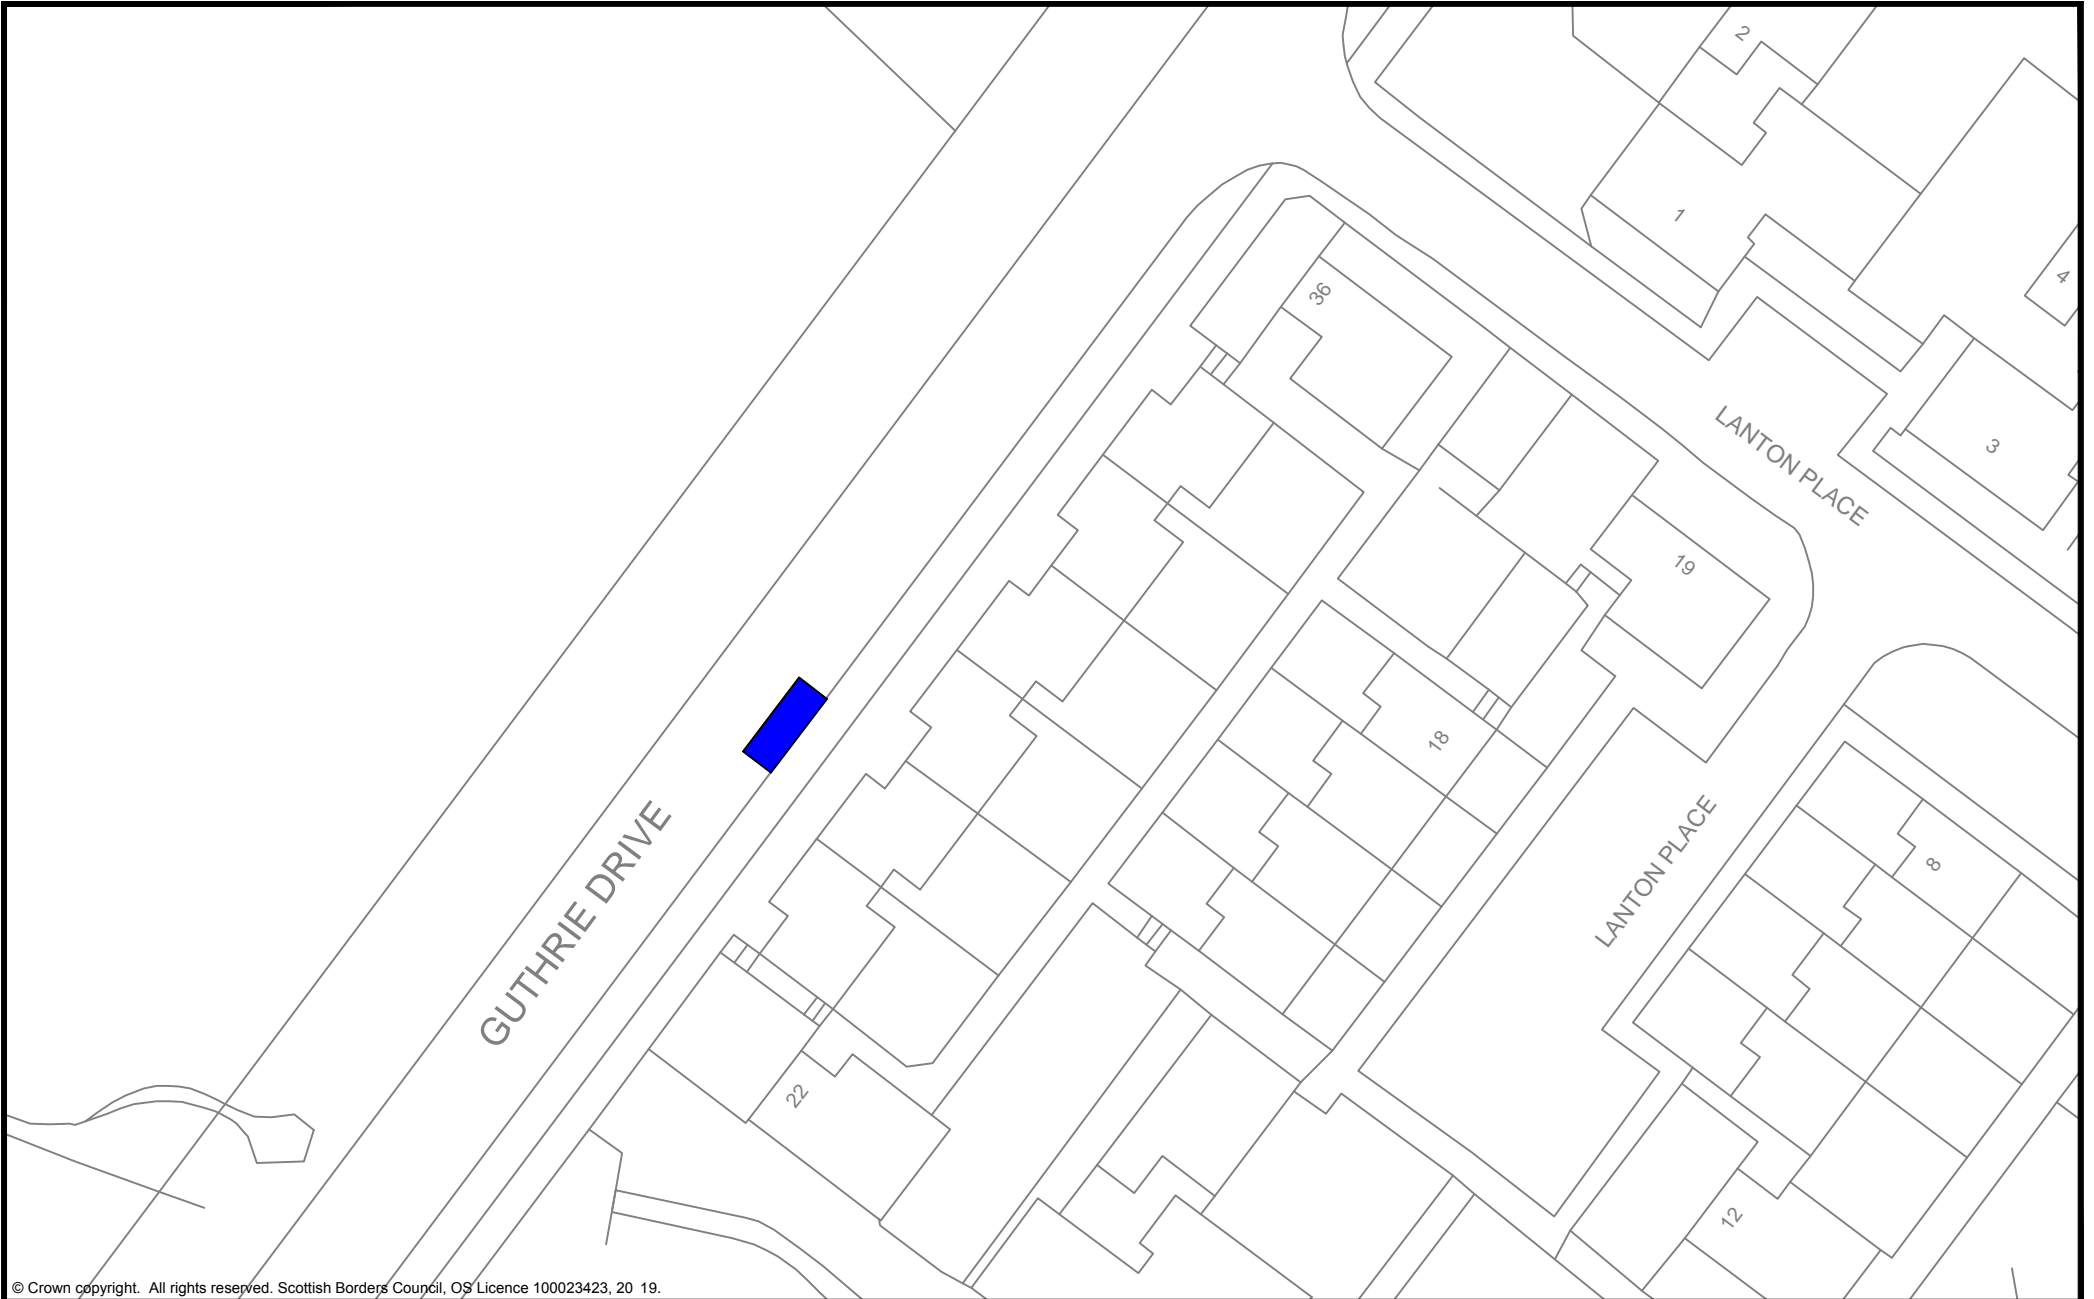 2
1
4
36
LANTON PLACE
3
19
18
GUTHRIE DRIVE
LANTON PLACE
8
22
12
© Crown copyright. All rights reserved. Scottish Borders Council, OS Licence 100023423, 20 19.